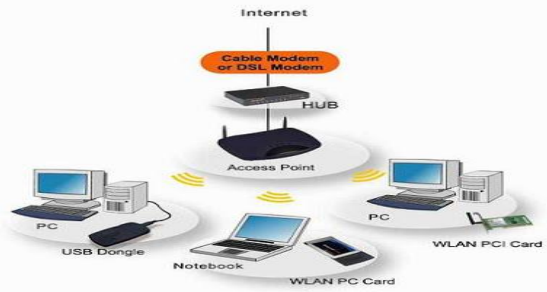 Internet
Cable Modem
or DSL Modem
HUB
Access Point
PC
USB Dongle
Notebook
WLAN PC Card
PC
WLAN PCI Card